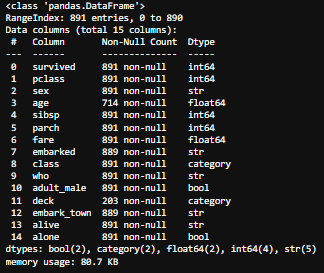 <class 'pandas.DataFrame'>
RangeIndex: 891 entries, 0 to 890
Data columns (total 15 columns):
 #   Column       Non-Null Count  Dtype
---  ------       --------------  -----
 0   survived     891 non-null    int64
 1   pclass       891 non-null    int64
 2   sex          891 non-null    str
 3   age          714 non-null    float64
 4   sibsp        891 non-null    int64
 5   parch        891 non-null    int64
 6   fare         891 non-null    float64
 7   embarked     889 non-null    str
 8   class        891 non-null    category
 9   who          891 non-null    str
 10  adult_male   891 non-null    bool
 11  deck         203 non-null    category
 12  embark_town  889 non-null    str
 13  alive        891 non-null    str
 14  alone        891 non-null    bool
dtypes: bool(2), category(2), float64(2), int64(4), str(5)
memory usage: 80.7 KB